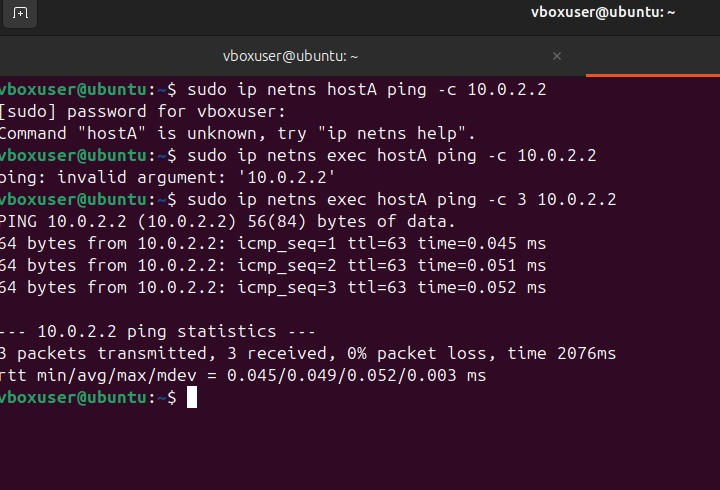 vboxuser@ubuntu: ~
vboxuser@ubuntu: ~
vboxuser@ubuntu:~$ sudo ip netns hostA ping -c 10.0.2.2
[sudo] password for vboxuser:
Command "hostA" is unknown, try "ip netns help".
vboxuser@ubuntu:~$ sudo ip netns exec hostA ping -c 10.0.2.2
ping: invalid argument: '10.0.2.2'
vboxuser@ubuntu:~$ sudo ip netns exec hostA ping -c 3 10.0.2.2
PING 10.0.2.2 (10.0.2.2) 56(84) bytes of data.
64 bytes from 10.0.2.2: icmp_seq=1 ttl=63 time=0.045 ms
64 bytes from 10.0.2.2: icmp_seq=2 ttl=63 time=0.051 ms
64 bytes from 10.0.2.2: icmp_seq=3 ttl=63 time=0.052 ms
--- 10.0.2.2 ping statistics ---
3 packets transmitted, 3 received, 0% packet loss, time 2076ms
rtt min/avg/max/mdev = 0.045/0.049/0.052/0.003 ms
vboxuser@ubuntu:~$